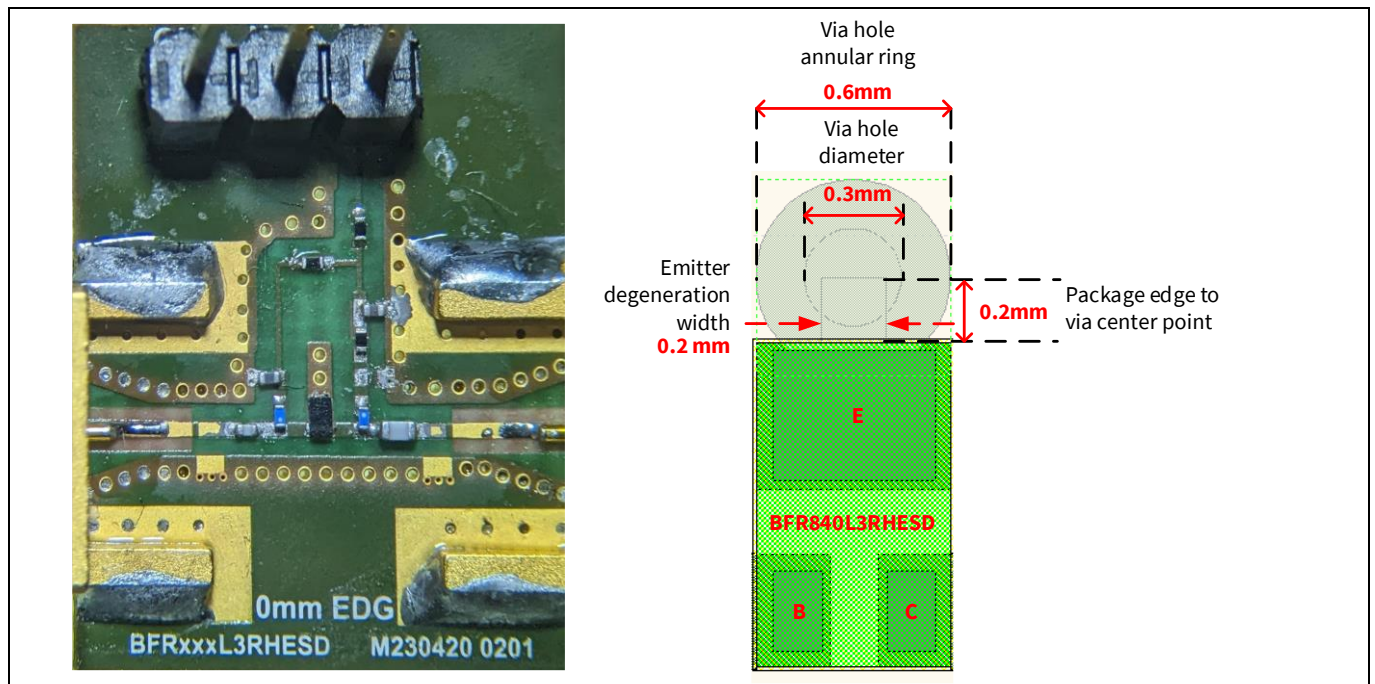 0mm EDG
BFRxxxL3RHESD M230420 0201
Via hole
annular ring
0.6mm
Via hole
diameter
0.3mm
Emitter
degeneration
width
0.2 mm
0.2mm
Package edge to
via center point
E
BFR840L3RHESD
B
C